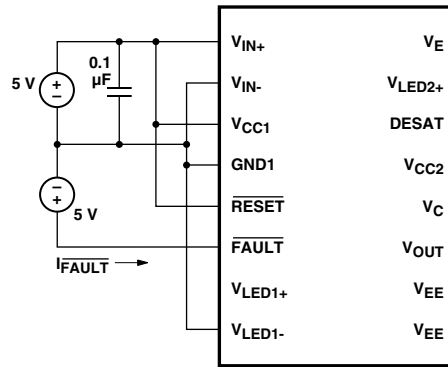 5 V
0.1
µF
5 V
I_FAULT
V_IN+
V_IN-
V_CC1
GND1
RESET
FAULT
V_LED1+
V_LED1-
V_E
V_LED2+
DESAT
V_CC2
V_C
V_OUT
V_EE
V_EE